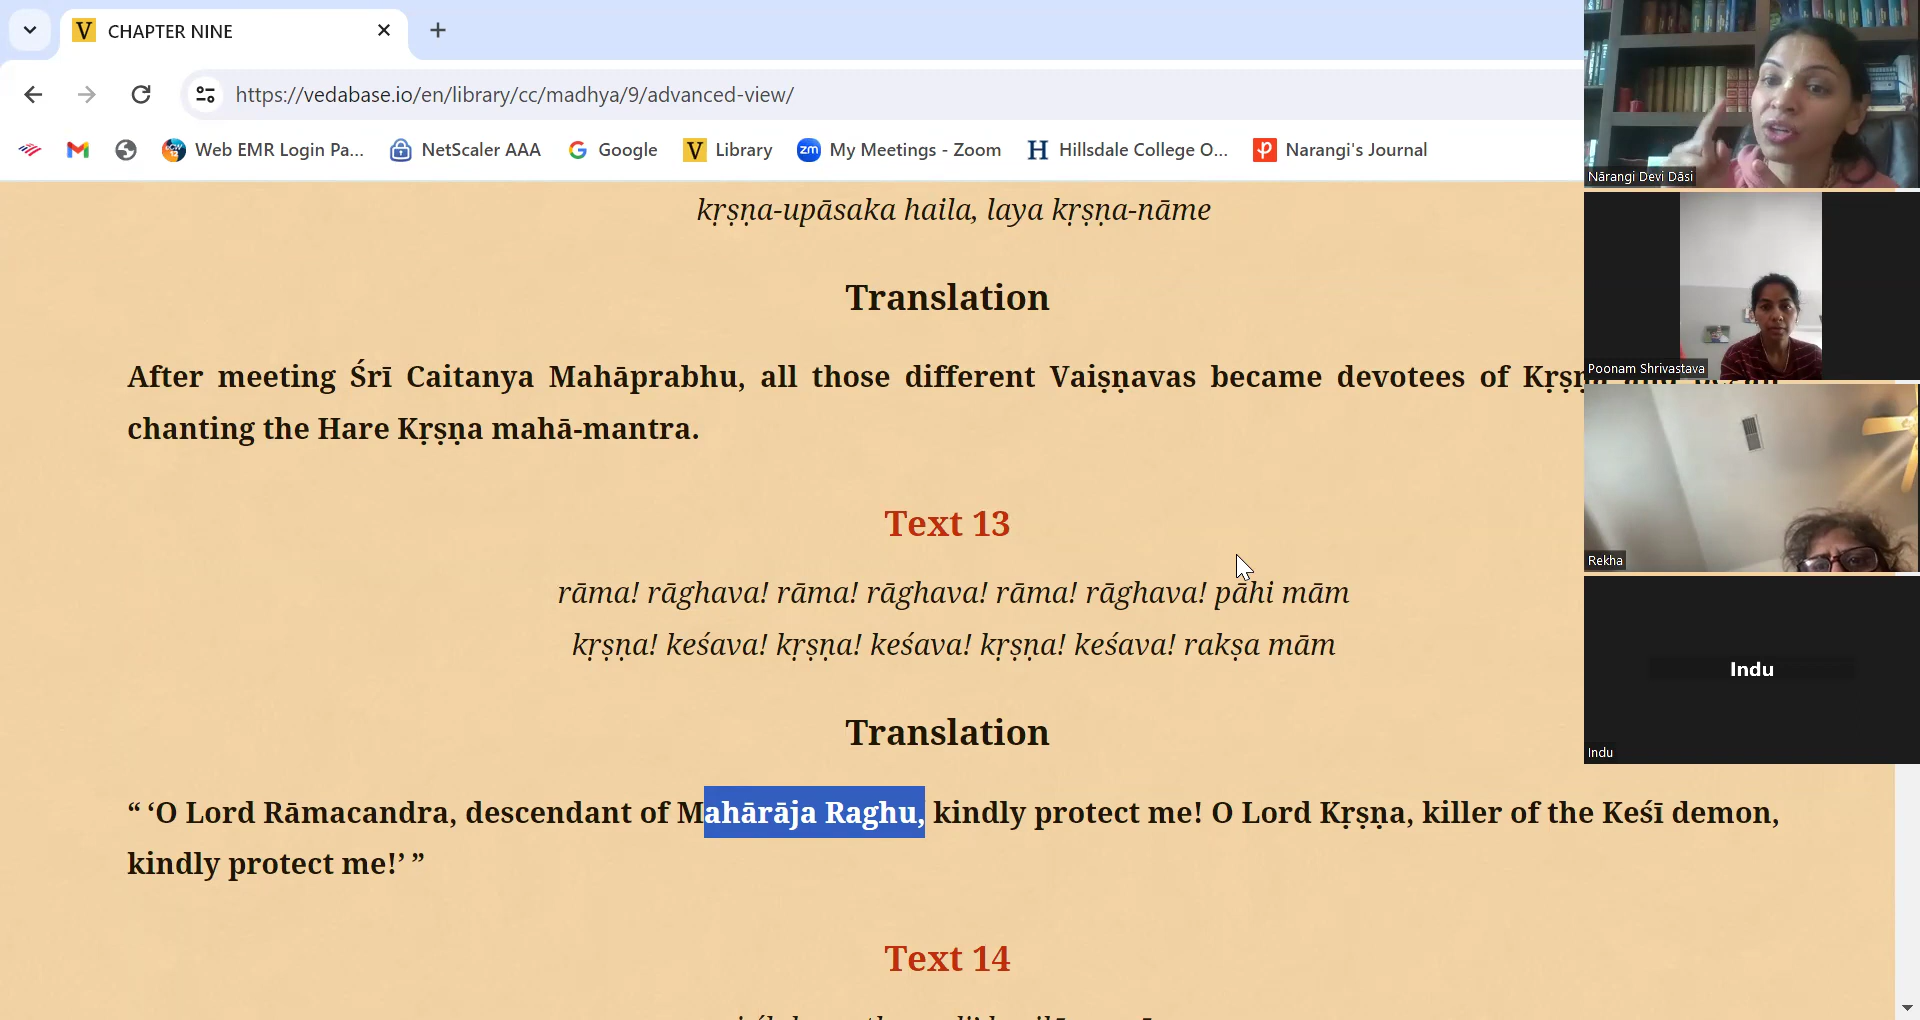 CHAPTER NINE
https://vedabase.io/en/library/cc/madhya/9/advanced-view/
Web EMR Login Pa... NetScaler AAA Google Library My Meetings - Zoom Hillsdale College O... Narangi's Journal
kṛṣṇa-upāsaka haila, laya kṛṣṇa-nāme
Translation
After meeting Śrī Caitanya Mahāprabhu, all those different Vaiṣṇavas became devotees of
chanting the Hare Kṛṣṇa mahā-mantra.
Text 13
rāma! rāghava! rāma! rāghava! rāma! rāghava! pāhi mām
kṛṣṇa! keśava! kṛṣṇa! keśava! kṛṣṇa! keśava! rakṣa mām
Translation
“ ‘O Lord Rāmacandra, descendant of Mahārāja Raghu, kindly protect me! O Lord Kṛṣṇa, killer of the Keśī demon,
kindly protect me!’ ”
Text 14
Nārangi Devi Dāsi
Poonam Shrivastava
Rekha
Indu
Indu